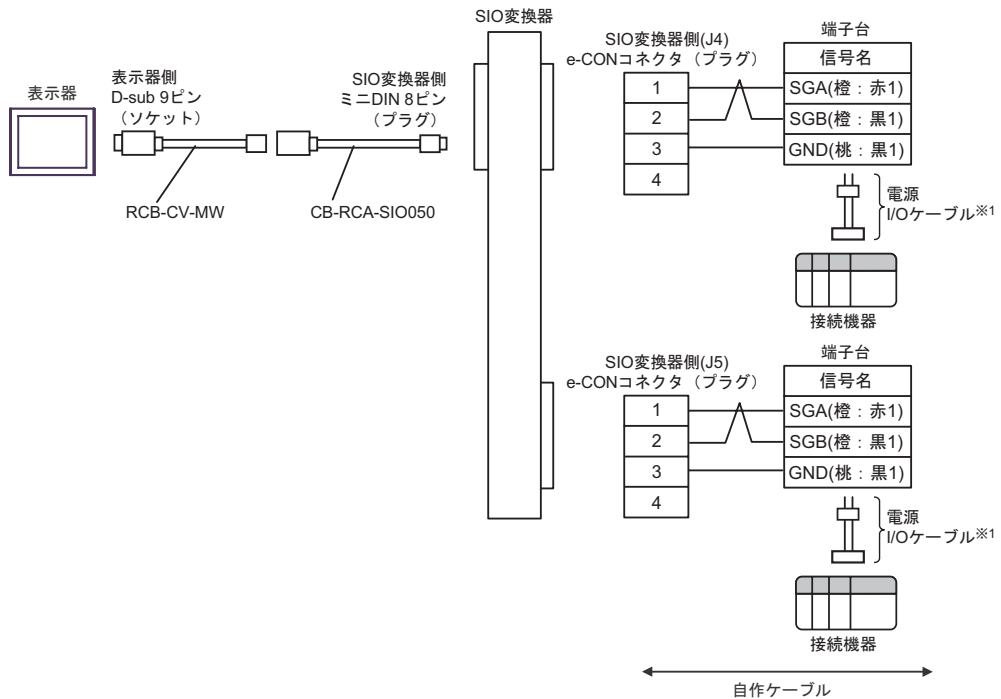 SIO変換器
表示器
表示器側
D-sub 9ピン
（ソケット）
SIO変換器側
ミニDIN 8ピン
（プラグ）
RCB-CV-MW
CB-RCA-SIO050
SIO変換器側(J4)
e-CONコネクタ（プラグ）
1
2
3
4
端子台
信号名
SGA(橙：赤1)
SGB(橙：黒1)
GND(桃：黒1)
電源
I/Oケーブル※1
接続機器
SIO変換器側(J5)
e-CONコネクタ（プラグ）
1
2
3
4
端子台
信号名
SGA(橙：赤1)
SGB(橙：黒1)
GND(桃：黒1)
電源
I/Oケーブル※1
接続機器
自作ケーブル